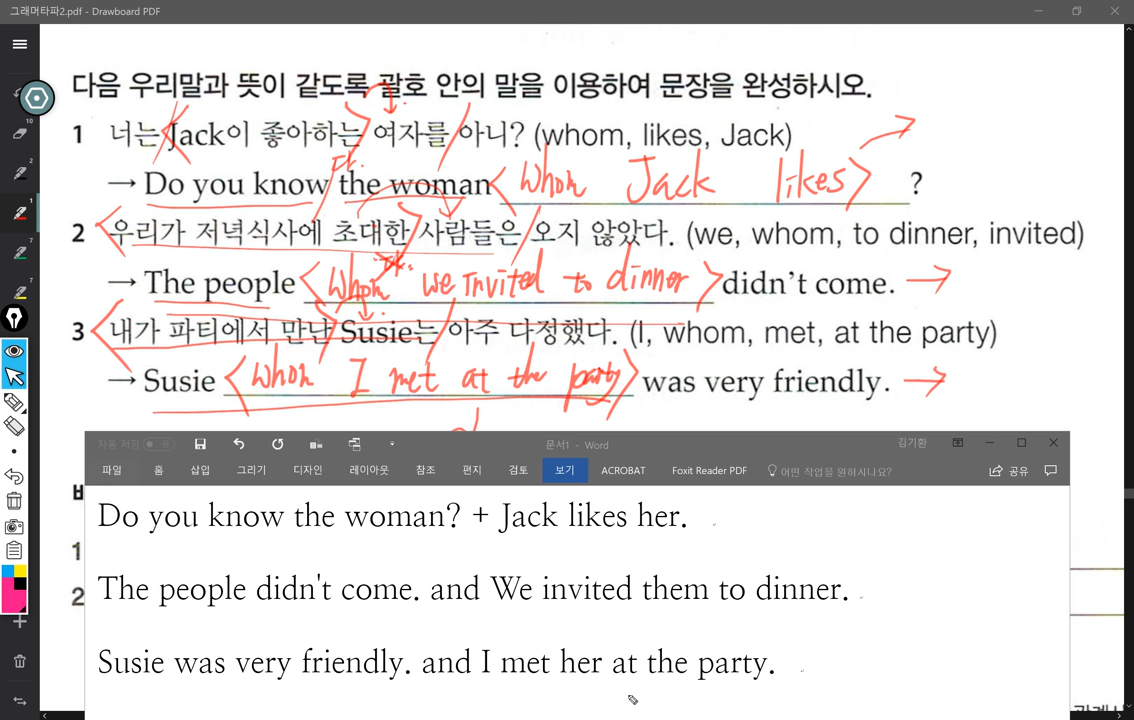 그래머타파2.pdf - Drawboard PDF
다음 우리말과 뜻이 같도록 괄호 안의 말을 이용하여 문장을 완성하시오.
10
1 너는 Jack이 좋아하는 여자를 아니? (whom, likes, Jack)
2
→ Do you know the woman whom Jack likes ?
1
2 우리가 저녁식사에 초대한 사람들은 오지 않았다. (we, whom, to dinner, invited)
7
→ The people whom we invited to dinner didn't come.
7
3 내가 파티에서 만난 Susie는 아주 다정했다. (I, whom, met, at the party)
→ Susie whom I met at the party was very friendly.
자동 저장 문서1 - Word 김기환
파일 홈 삽입 그리기 디자인 레이아웃 참조 편지 검토 보기 ACROBAT Foxit Reader PDF 어떤 작업을 원하시나요? 공유
Do you know the woman? + Jack likes her.
1
The people didn't come. and We invited them to dinner.
2
Susie was very friendly. and I met her at the party.